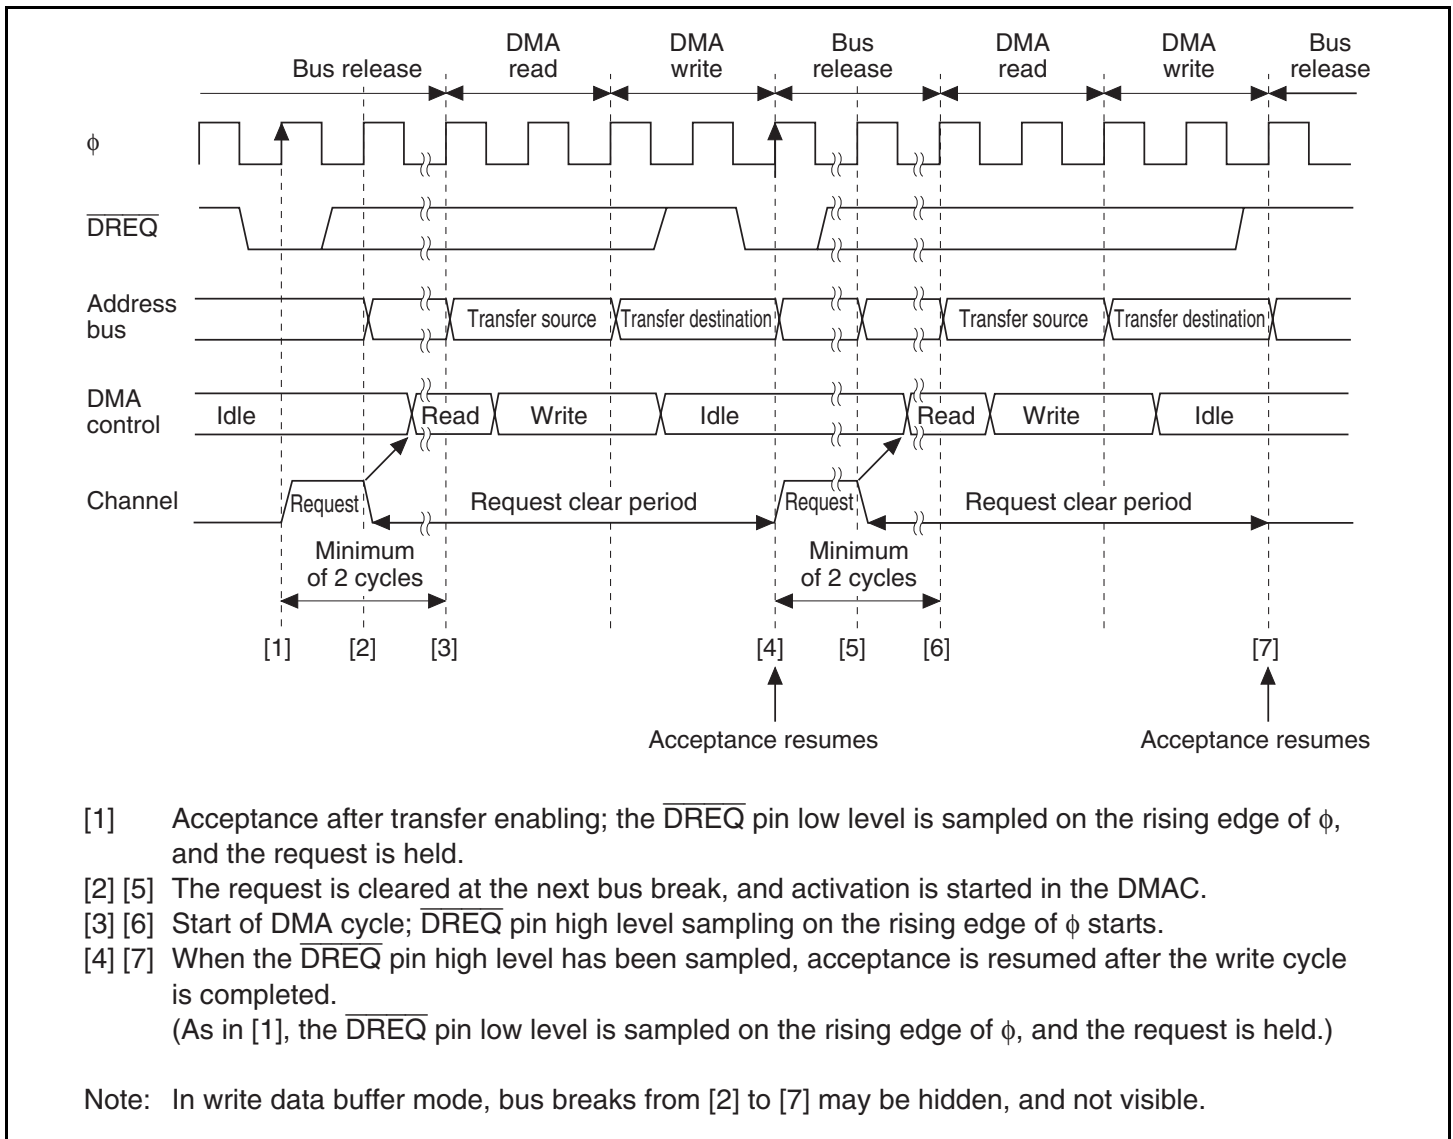 Bus release
DMA read
DMA write
Bus release
DMA read
DMA write
Bus release
ϕ
DREQ
Address bus
Transfer source
Transfer destination
Transfer source
Transfer destination
DMA control
Idle
Read
Write
Idle
Read
Write
Idle
Channel
Request
Request clear period
Request
Request clear period
Minimum of 2 cycles
Minimum of 2 cycles
[1] [2] [3] [4] [5] [6] [7]
Acceptance resumes
Acceptance resumes
[1] Acceptance after transfer enabling; the DREQ pin low level is sampled on the rising edge of ϕ,
and the request is held.
[2] [5] The request is cleared at the next bus break, and activation is started in the DMAC.
[3] [6] Start of DMA cycle; DREQ pin high level sampling on the rising edge of ϕ starts.
[4] [7] When the DREQ pin high level has been sampled, acceptance is resumed after the write cycle
is completed.
(As in [1], the DREQ pin low level is sampled on the rising edge of ϕ, and the request is held.)
Note: In write data buffer mode, bus breaks from [2] to [7] may be hidden, and not visible.